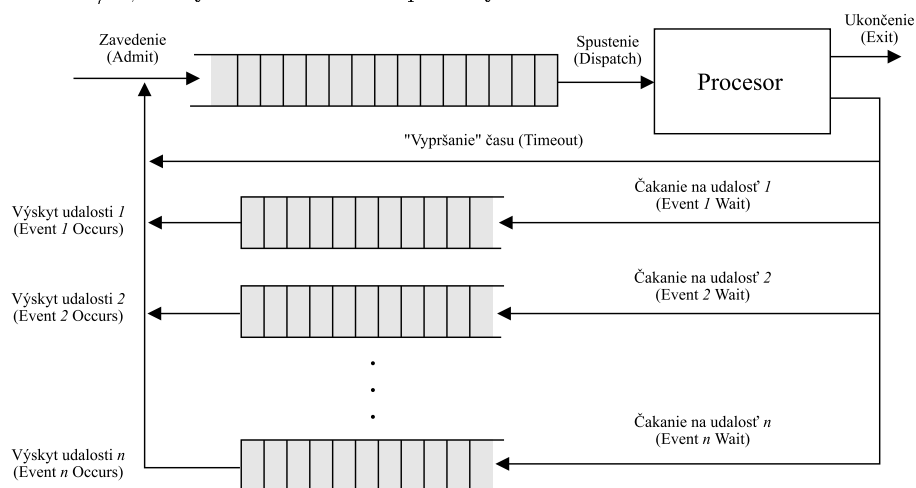 Ukončenie
(Exit)
Zavedenie
(Admit)
Spustenie
(Dispatch)
Procesor
"Vypršanie" času (Timeout)
Čakanie na udalosť 1
(Event 1 Wait)
Výskyt udalosti 1
(Event 1 Occurs)
Čakanie na udalosť 2
(Event 2 Wait)
Výskyt udalosti 2
(Event 2 Occurs)
Čakanie na udalosť n
(Event n Wait)
Výskyt udalosti n
(Event n Occurs)